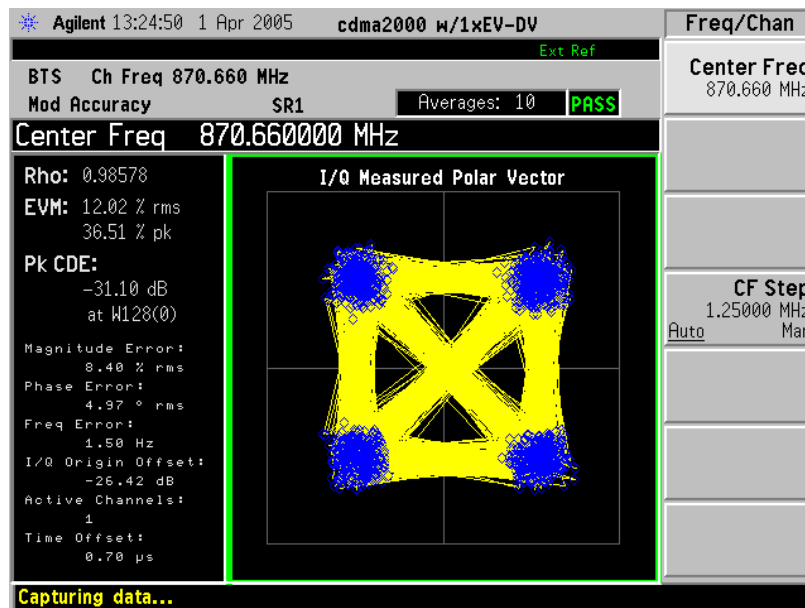 Agilent 13:24:50 1 Apr 2005 cdma2000 w/1xEV-DV Freq/Chan
Ext Ref
BTS Ch Freq 870.660 MHz
Mod Accuracy SR1 Averages: 10 PASS
Center Freq 870.660000 MHz
Rho: 0.98578
EVM: 12.02 % rms
36.51 % pk
Pk CDE:
-31.10 dB
at W128(0)
Magnitude Error:
8.40 % rms
Phase Error:
4.97 ° rms
Freq Error:
1.50 Hz
I/Q Origin Offset:
-26.42 dB
Active Channels:
1
Time Offset:
0.70 µs
I/Q Measured Polar Vector
Center Freq
870.660 MHz
CF Step
1.25000 MHz
Auto Man
Capturing data...